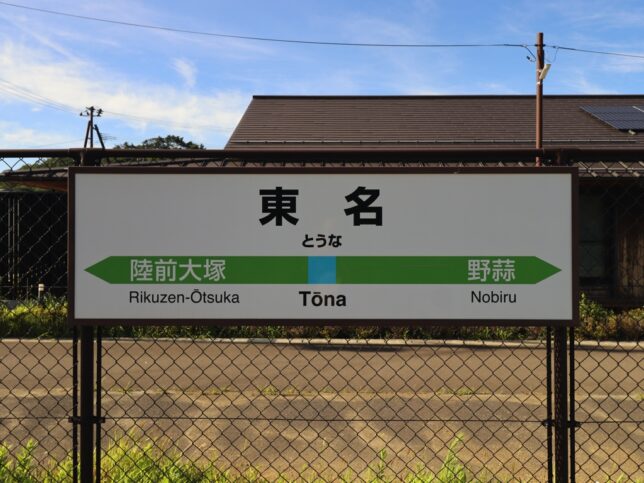 東名
とうな
陸前大塚 野蒜
Rikuzen-Ōtsuka Tōna Nobiru